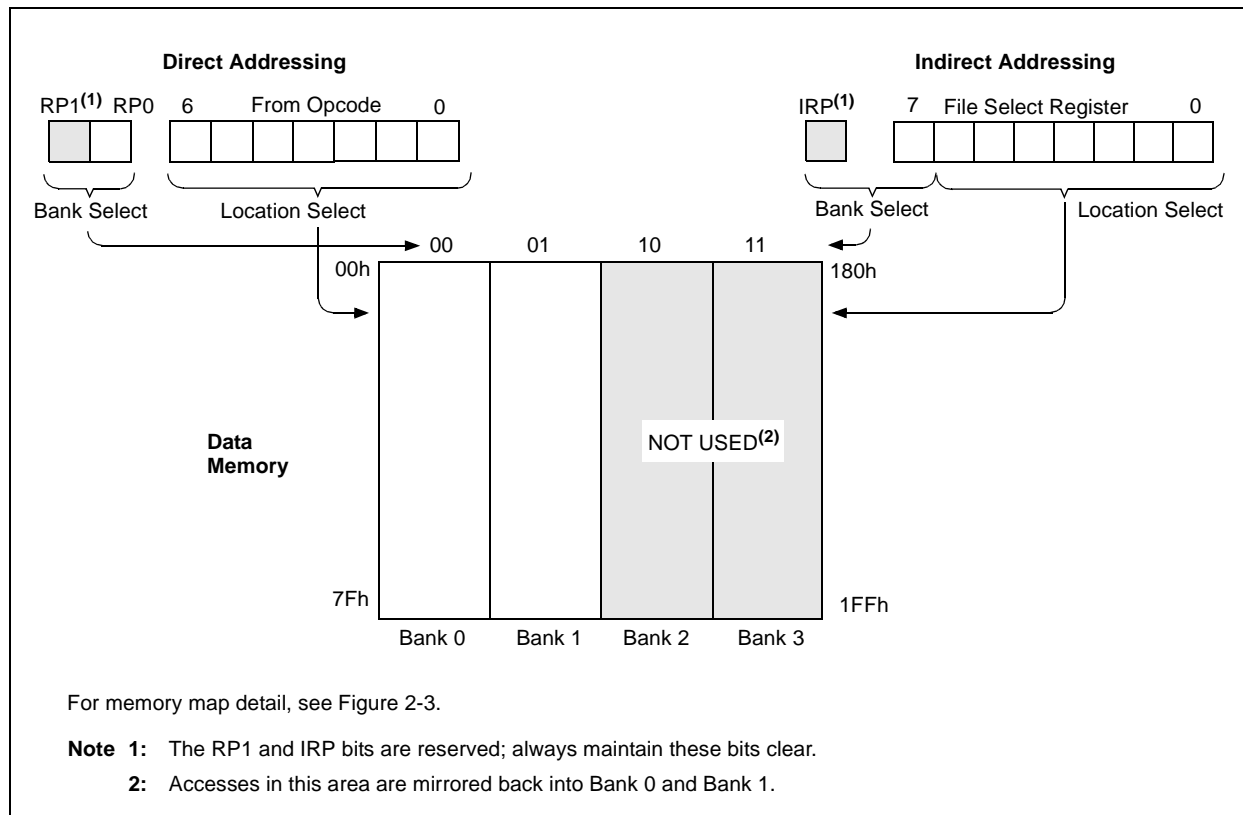 Direct Addressing
Indirect Addressing
RP1(1) RP0 6 From Opcode 0
IRP(1) 7 File Select Register 0
Bank Select Location Select
Bank Select Location Select
00 01 10 11
00h
180h
Data
Memory
NOT USED(2)
7Fh
1FFh
Bank 0 Bank 1 Bank 2 Bank 3
For memory map detail, see Figure 2-3.
Note 1: The RP1 and IRP bits are reserved; always maintain these bits clear.
2: Accesses in this area are mirrored back into Bank 0 and Bank 1.